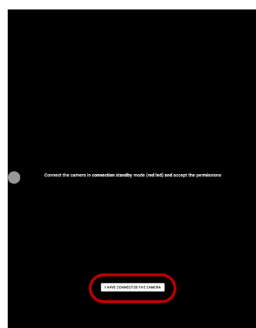 Connect the camera in connection standby mode (red led) and accept the permissions
I HAVE CONNECTED THE CAMERA